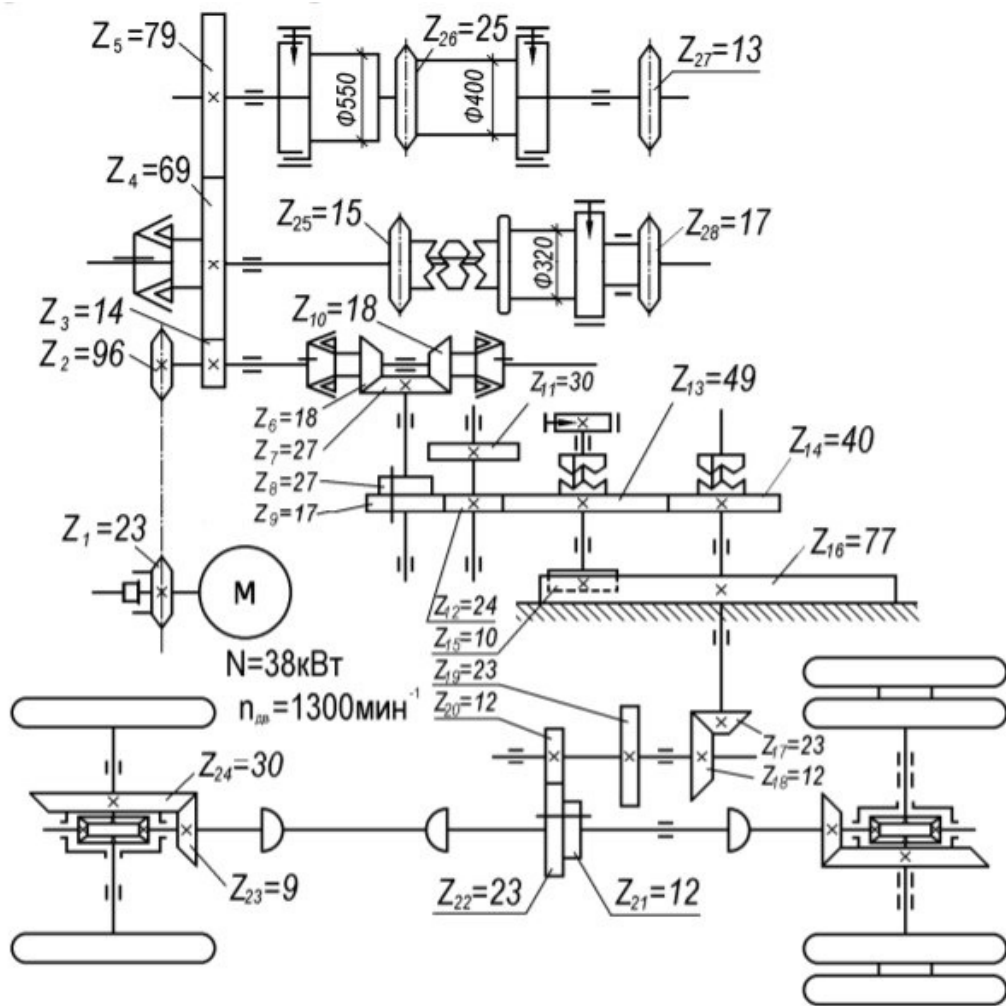 Z5=79
Z26=25
Z27=13
Ф550
Ф400
Z4=69
Z25=15
Z28=17
Ф320
Z3=14
Z10=18
Z2=96
Z11=30
Z13=49
Z6=18
Z7=27
Z14=40
Z8=27
Z9=17
Z1=23
Z16=77
М
Z12=24
Z15=10
N=38кВт
Z19=23
nдв=1300мин-1
Z20=12
Z17=23
Z24=30
Z18=12
Z23=9
Z22=23
Z21=12